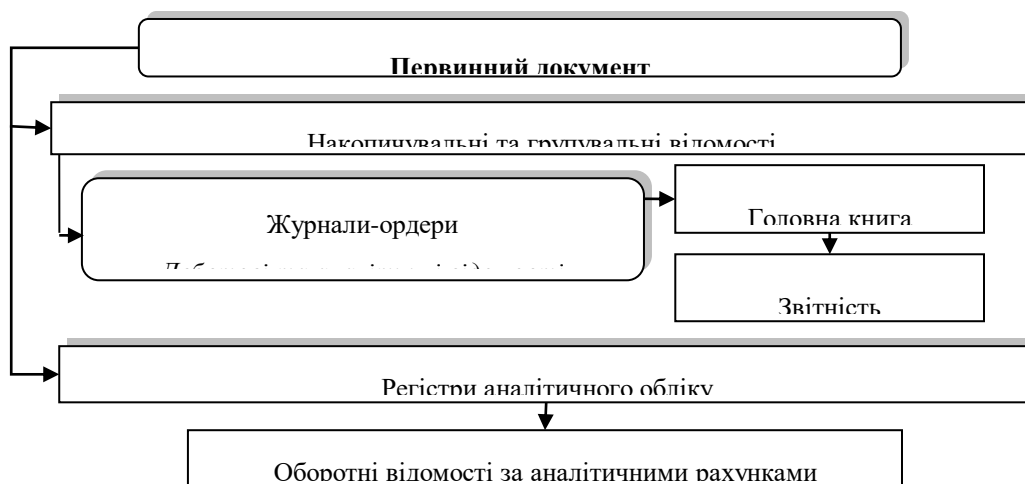 Первинний документ
Накопичувальні та групувальні відомості
Журнали-ордери
Головна книга
Звітність
Регістри аналітичного обліку
Оборотні відомості за аналітичними рахунками